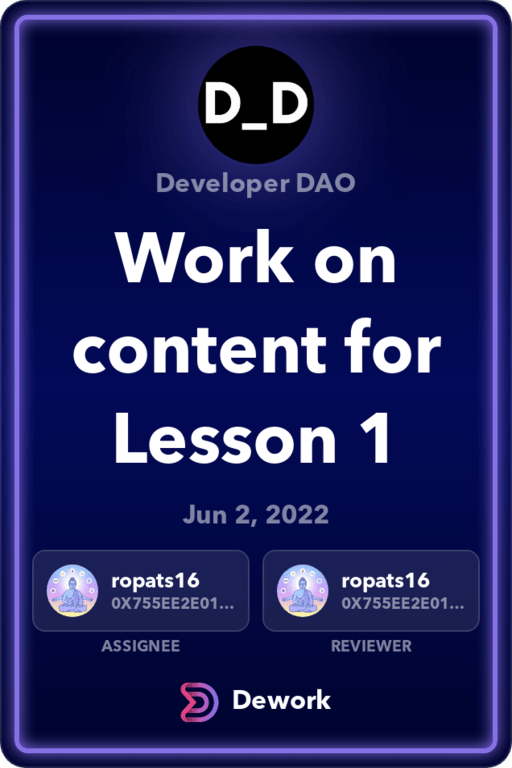 D_D
Developer DAO
Work on
content for
Lesson 1
Jun 2, 2022
ropats16
0X755EE2E01...
ropats16
0X755EE2E01...
ASSIGNEE
REVIEWER
Dework